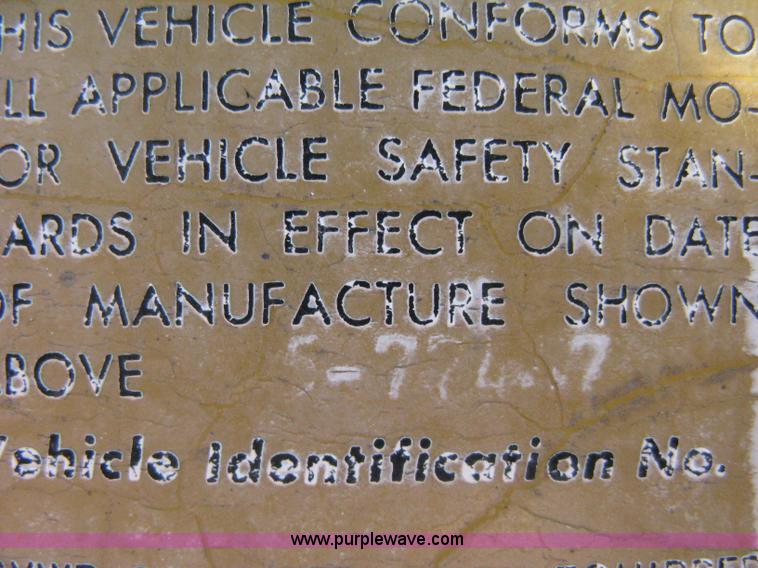 HIS VEHICLE CONFORMS TO
LL APPLICABLE FEDERAL MO-
OR VEHICLE SAFETY STAN-
ARDS IN EFFECT ON DATE
OF MANUFACTURE SHOWN
BOVE
Vehicle Identification No.
www.purplewave.com